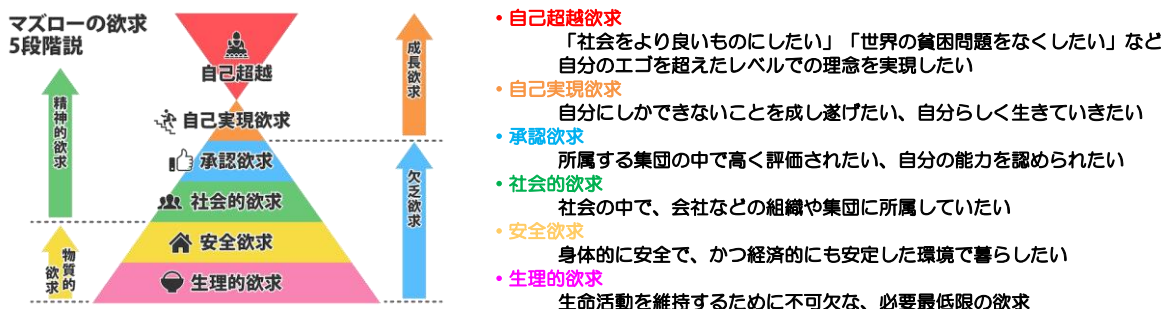 マズローの欲求
5段階説
自己超越
自己実現欲求
承認欲求
社会的欲求
安全欲求
生理的欲求
精神的欲求
物質的
欲求
成長欲求
欠乏欲求
・自己超越欲求
「社会をより良いものにしたい」「世界の貧困問題をなくしたい」など
自分のエゴを超えたレベルでの理念を実現したい
・自己実現欲求
自分にしかできないことを成し遂げたい、自分らしく生きていきたい
・承認欲求
所属する集団の中で高く評価されたい、自分の能力を認められたい
・社会的欲求
社会の中で、会社などの組織や集団に所属していたい
・安全欲求
身体的に安全で、かつ経済的にも安定した環境で暮らしたい
・生理的欲求
生命活動を維持するために不可欠な、必要最低限の欲求